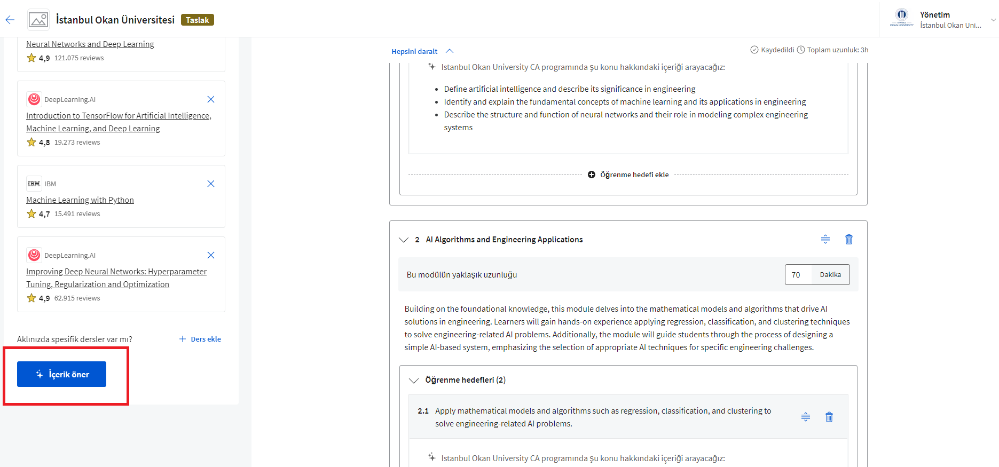 İstanbul Okan Üniversitesi
Taslak
OKAN UNIVERSITY
Yönetim
İstanbul Okan Uni...
Neural Networks and Deep Learning
4,9 121.075 reviews
DeepLearning.AI
Introduction to TensorFlow for Artificial Intelligence,
Machine Learning, and Deep Learning
4,8 19.273 reviews
IBM IBM
Machine Learning with Python
4,7 15.491 reviews
DeepLearning.AI
Improving Deep Neural Networks: Hyperparameter
Tuning, Regularization and Optimization
4,9 62.915 reviews
Aklınızda spesifik dersler var mı?
Ders ekle
İçerik öner
Hepsini daralt
Kaydedildi
Toplam uzunluk: 3h
Istanbul Okan University CA programında şu konu hakkındaki içeriği arayacağız:
• Define artificial intelligence and describe its significance in engineering
• Identify and explain the fundamental concepts of machine learning and its applications in engineering
• Describe the structure and function of neural networks and their role in modeling complex engineering
systems
Öğrenme hedefi ekle
2 AI Algorithms and Engineering Applications
Bu modülün yaklaşık uzunluğu
70 Dakika
Building on the foundational knowledge, this module delves into the mathematical models and algorithms that drive AI
solutions in engineering. Learners will gain hands-on experience applying regression, classification, and clustering techniques
to solve engineering-related AI problems. Additionally, the module will guide students through the process of designing a
simple AI-based system, emphasizing the selection of appropriate AI techniques for specific engineering challenges.
Öğrenme hedefleri (2)
2.1 Apply mathematical models and algorithms such as regression, classification, and clustering to
solve engineering-related AI problems.
Istanbul Okan University CA programında şu konu hakkındaki içeriği arayacağız: